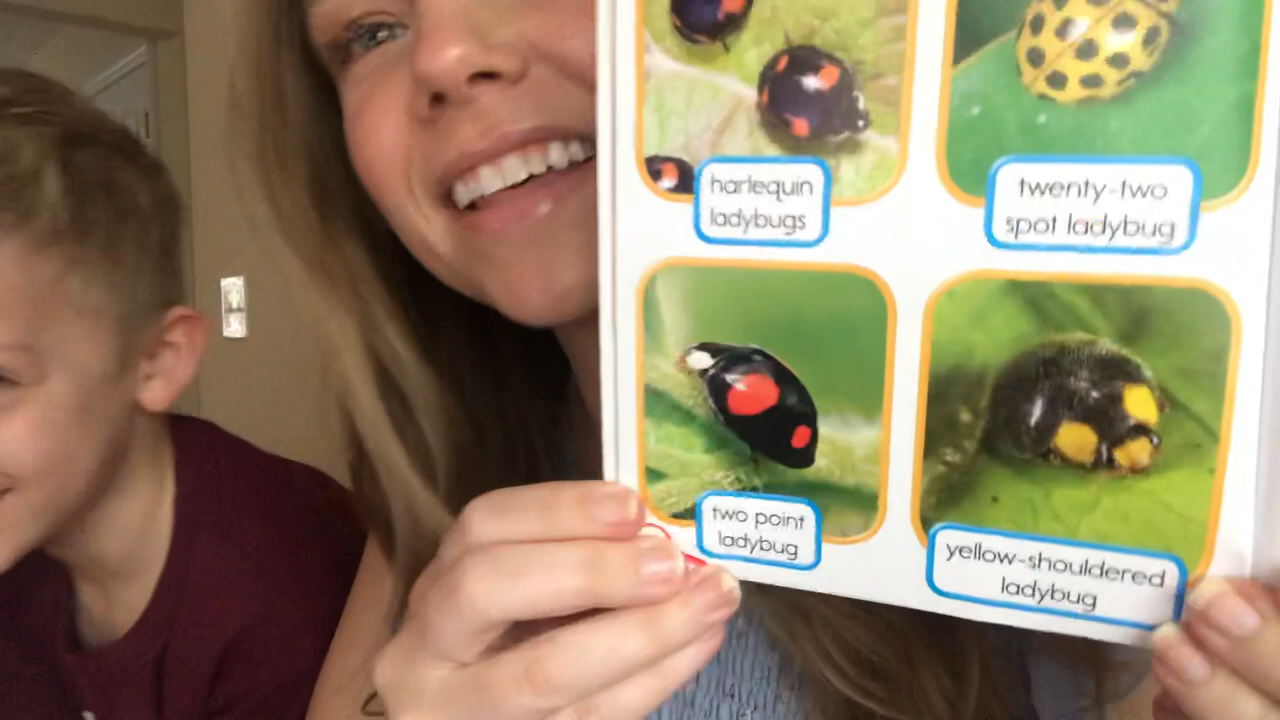 harlequin
ladybugs
twenty-two
spot ladybug
two point
ladybug
yellow-shouldered
ladybug